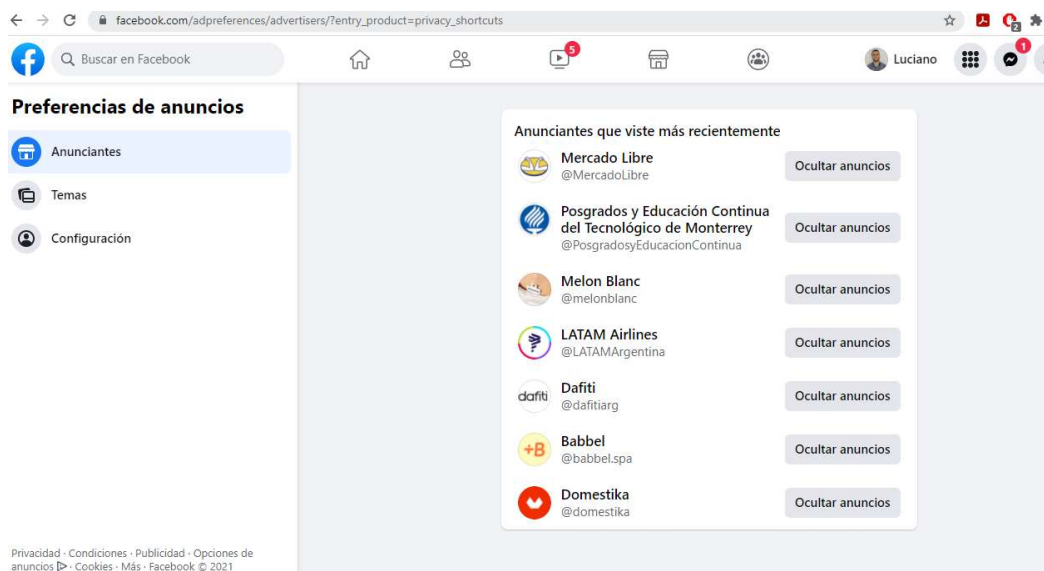 facebook.com/adpreferences/advertisers/?entry_product=privacy_shortcuts
2
Buscar en Facebook
5
Luciano
1
Preferencias de anuncios
Anunciantes
Temas
Configuración
Anunciantes que viste más recientemente
Mercado Libre
@MercadoLibre
Ocultar anuncios
Posgrados y Educación Continua
del Tecnológico de Monterrey
@PosgradosyEducacionContinua
Ocultar anuncios
Melon Blanc
@melonblanc
Ocultar anuncios
LATAM Airlines
@LATAMArgentina
Ocultar anuncios
dafiti
Dafiti
@dafitiarg
Ocultar anuncios
+B
Babbel
@babbel.spa
Ocultar anuncios
Domestika
@domestika
Ocultar anuncios
Privacidad · Condiciones · Publicidad · Opciones de
anuncios · Cookies · Más · Facebook © 2021